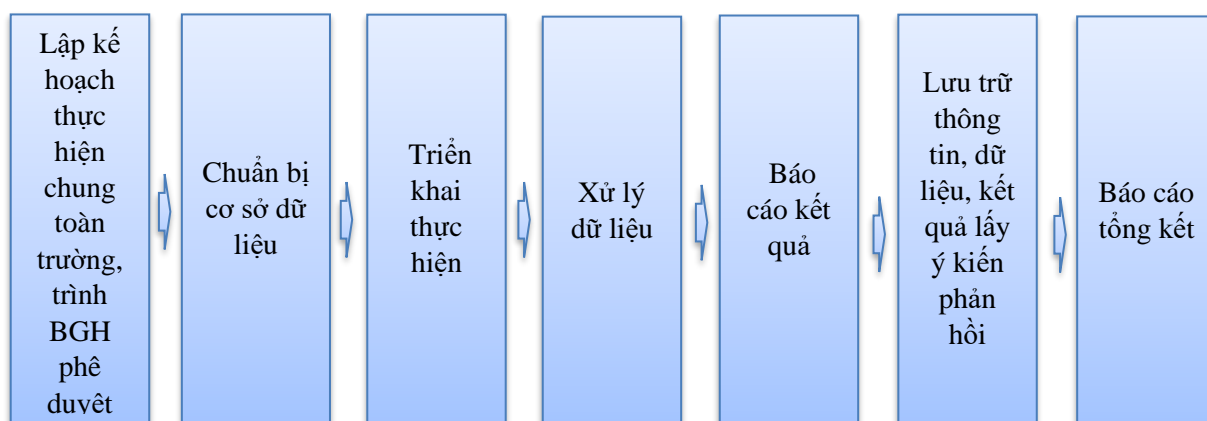 Lập kế
hoạch
thực
hiện
chung
toàn
trường,
trình
BGH
phê
duyệt
Chuẩn bị
cơ sở dữ
liệu
Triển
khai
thực
hiện
Xử lý
dữ liệu
Báo
cáo kết
quả
Lưu trữ
thông
tin, dữ
liệu, kết
quả lấy
ý kiến
phản
hồi
Báo cáo
tổng kết